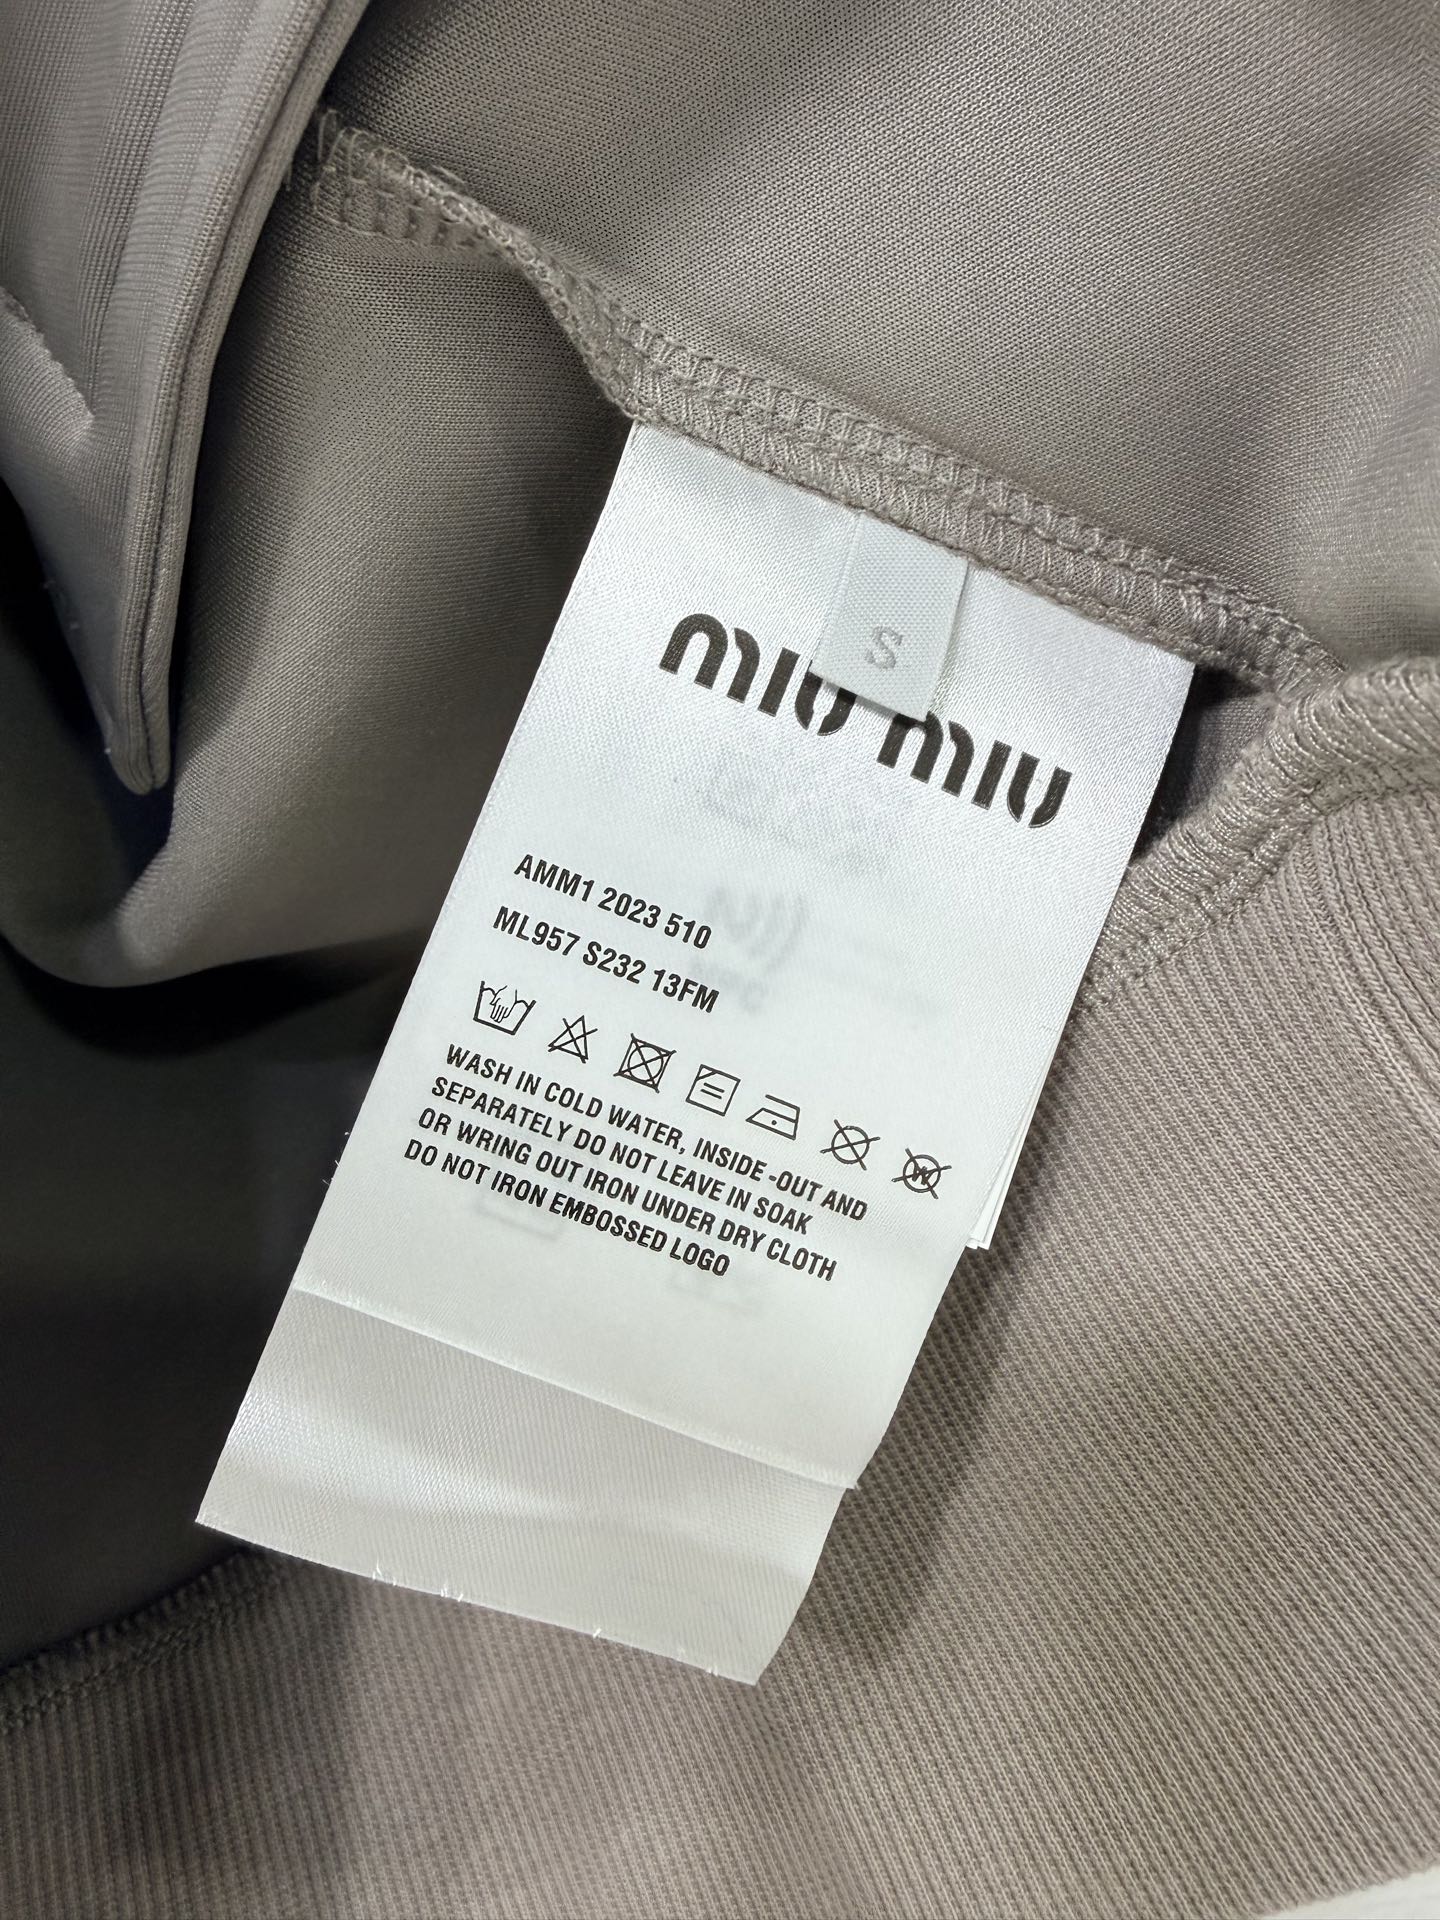 S
miu miu
AMM1 2023 510
ML957 S232 13FM
WASH IN COLD WATER, INSIDE-OUT AND
SEPARATELY DO NOT LEAVE IN SOAK
OR WRING OUT IRON UNDER DRY CLOTH
DO NOT IRON EMBOSSED LOGO